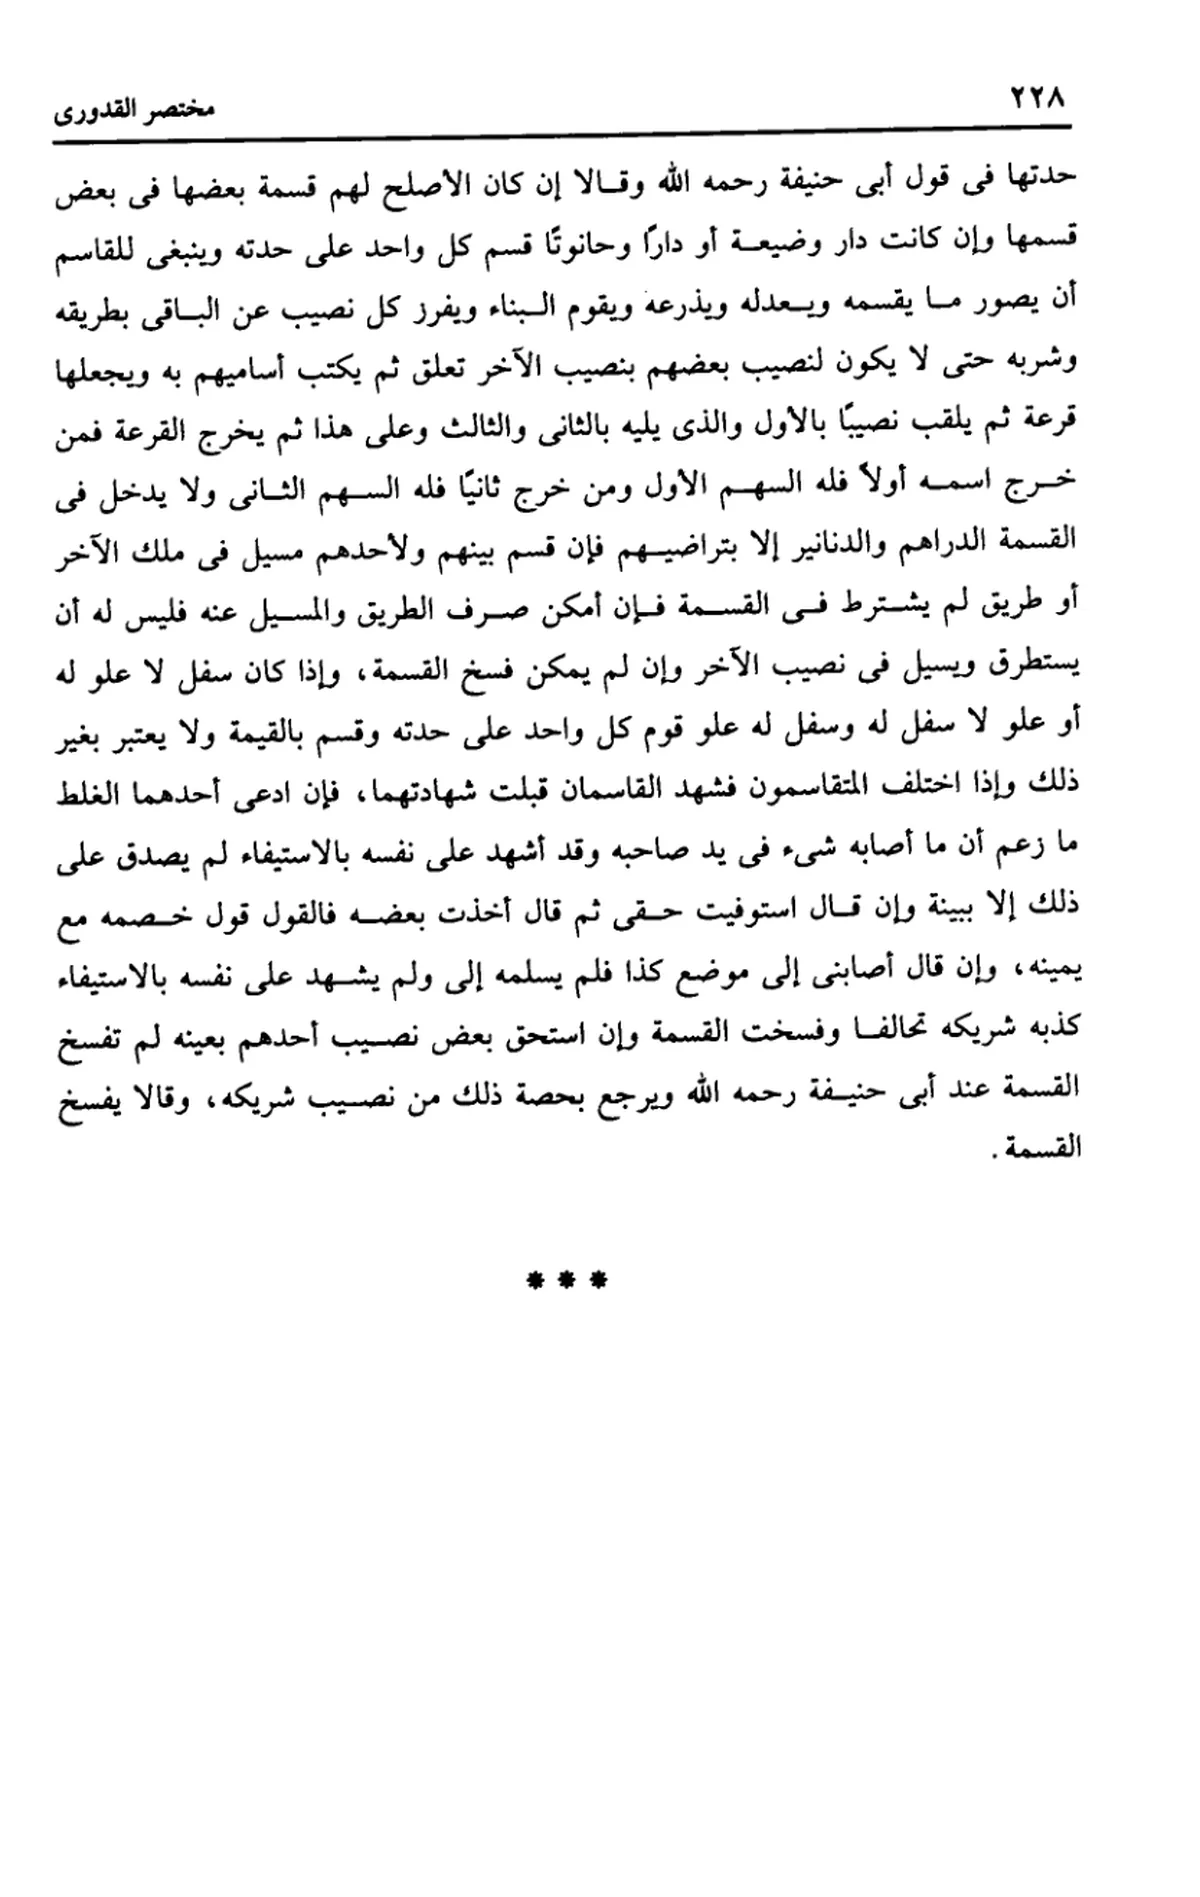 ٢٢٨
مختصر القدورى
حدتها فى قول أبى حنيفة رحمه الله وقالا إن كان الأصلح لهم قسمة بعضها فى بعض
قسمها وإن كانت دار وضيعة أو دارًا وحانوتًا قسم كل واحد على حدته وينبغى للقاسم
أن يصور ما يقسمه ويعدله ويذرعه ويقوم البناء ويفرز كل نصيب عن الباقى بطريقه
وشربه حتى لا يكون لنصيب بعضهم بنصيب الآخر تعلق ثم يكتب أساميهم به ويجعلها
قرعة ثم يلقب نصيبًا بالأول والذى يليه بالثانى والثالث وعلى هذا ثم يخرج القرعة فمن
خرج اسمه أولاً فله السهم الأول ومن خرج ثانيًا فله السهم الثانى ولا يدخل فى
القسمة الدراهم والدنانير إلا بتراضيهم فإن قسم بينهم ولأحدهم مسيل فى ملك الآخر
أو طريق لم يشترط فى القسمة فإن أمكن صرف الطريق والمسيل عنه فليس له أن
يستطرق ويسيل فى نصيب الآخر وإن لم يمكن فسخ القسمة، وإذا كان سفل لا علو له
أو علو لا سفل له وسفل له علو قوم كل واحد على حدته وقسم بالقيمة ولا يعتبر بغير
ذلك وإذا اختلف المتقاسمون فشهد القاسمان قبلت شهادتهما، فإن ادعى أحدهما الغلط
ما زعم أن ما أصابه شىء فى يد صاحبه وقد أشهد على نفسه بالاستيفاء لم يصدق على
ذلك إلا ببينة وإن قال استوفيت حقى ثم قال أخذت بعضه فالقول قول خصمه مع
يمينه، وإن قال أصابنى إلى موضع كذا فلم يسلمه إلى ولم يشهد على نفسه بالاستيفاء
كذبه شريكه تحالفا وفسخت القسمة وإن استحق بعض نصيب أحدهم بعينه لم تفسخ
القسمة عند أبى حنيفة رحمه الله ويرجع بحصة ذلك من نصيب شريكه، وقالا يفسخ
القسمة.
* * *